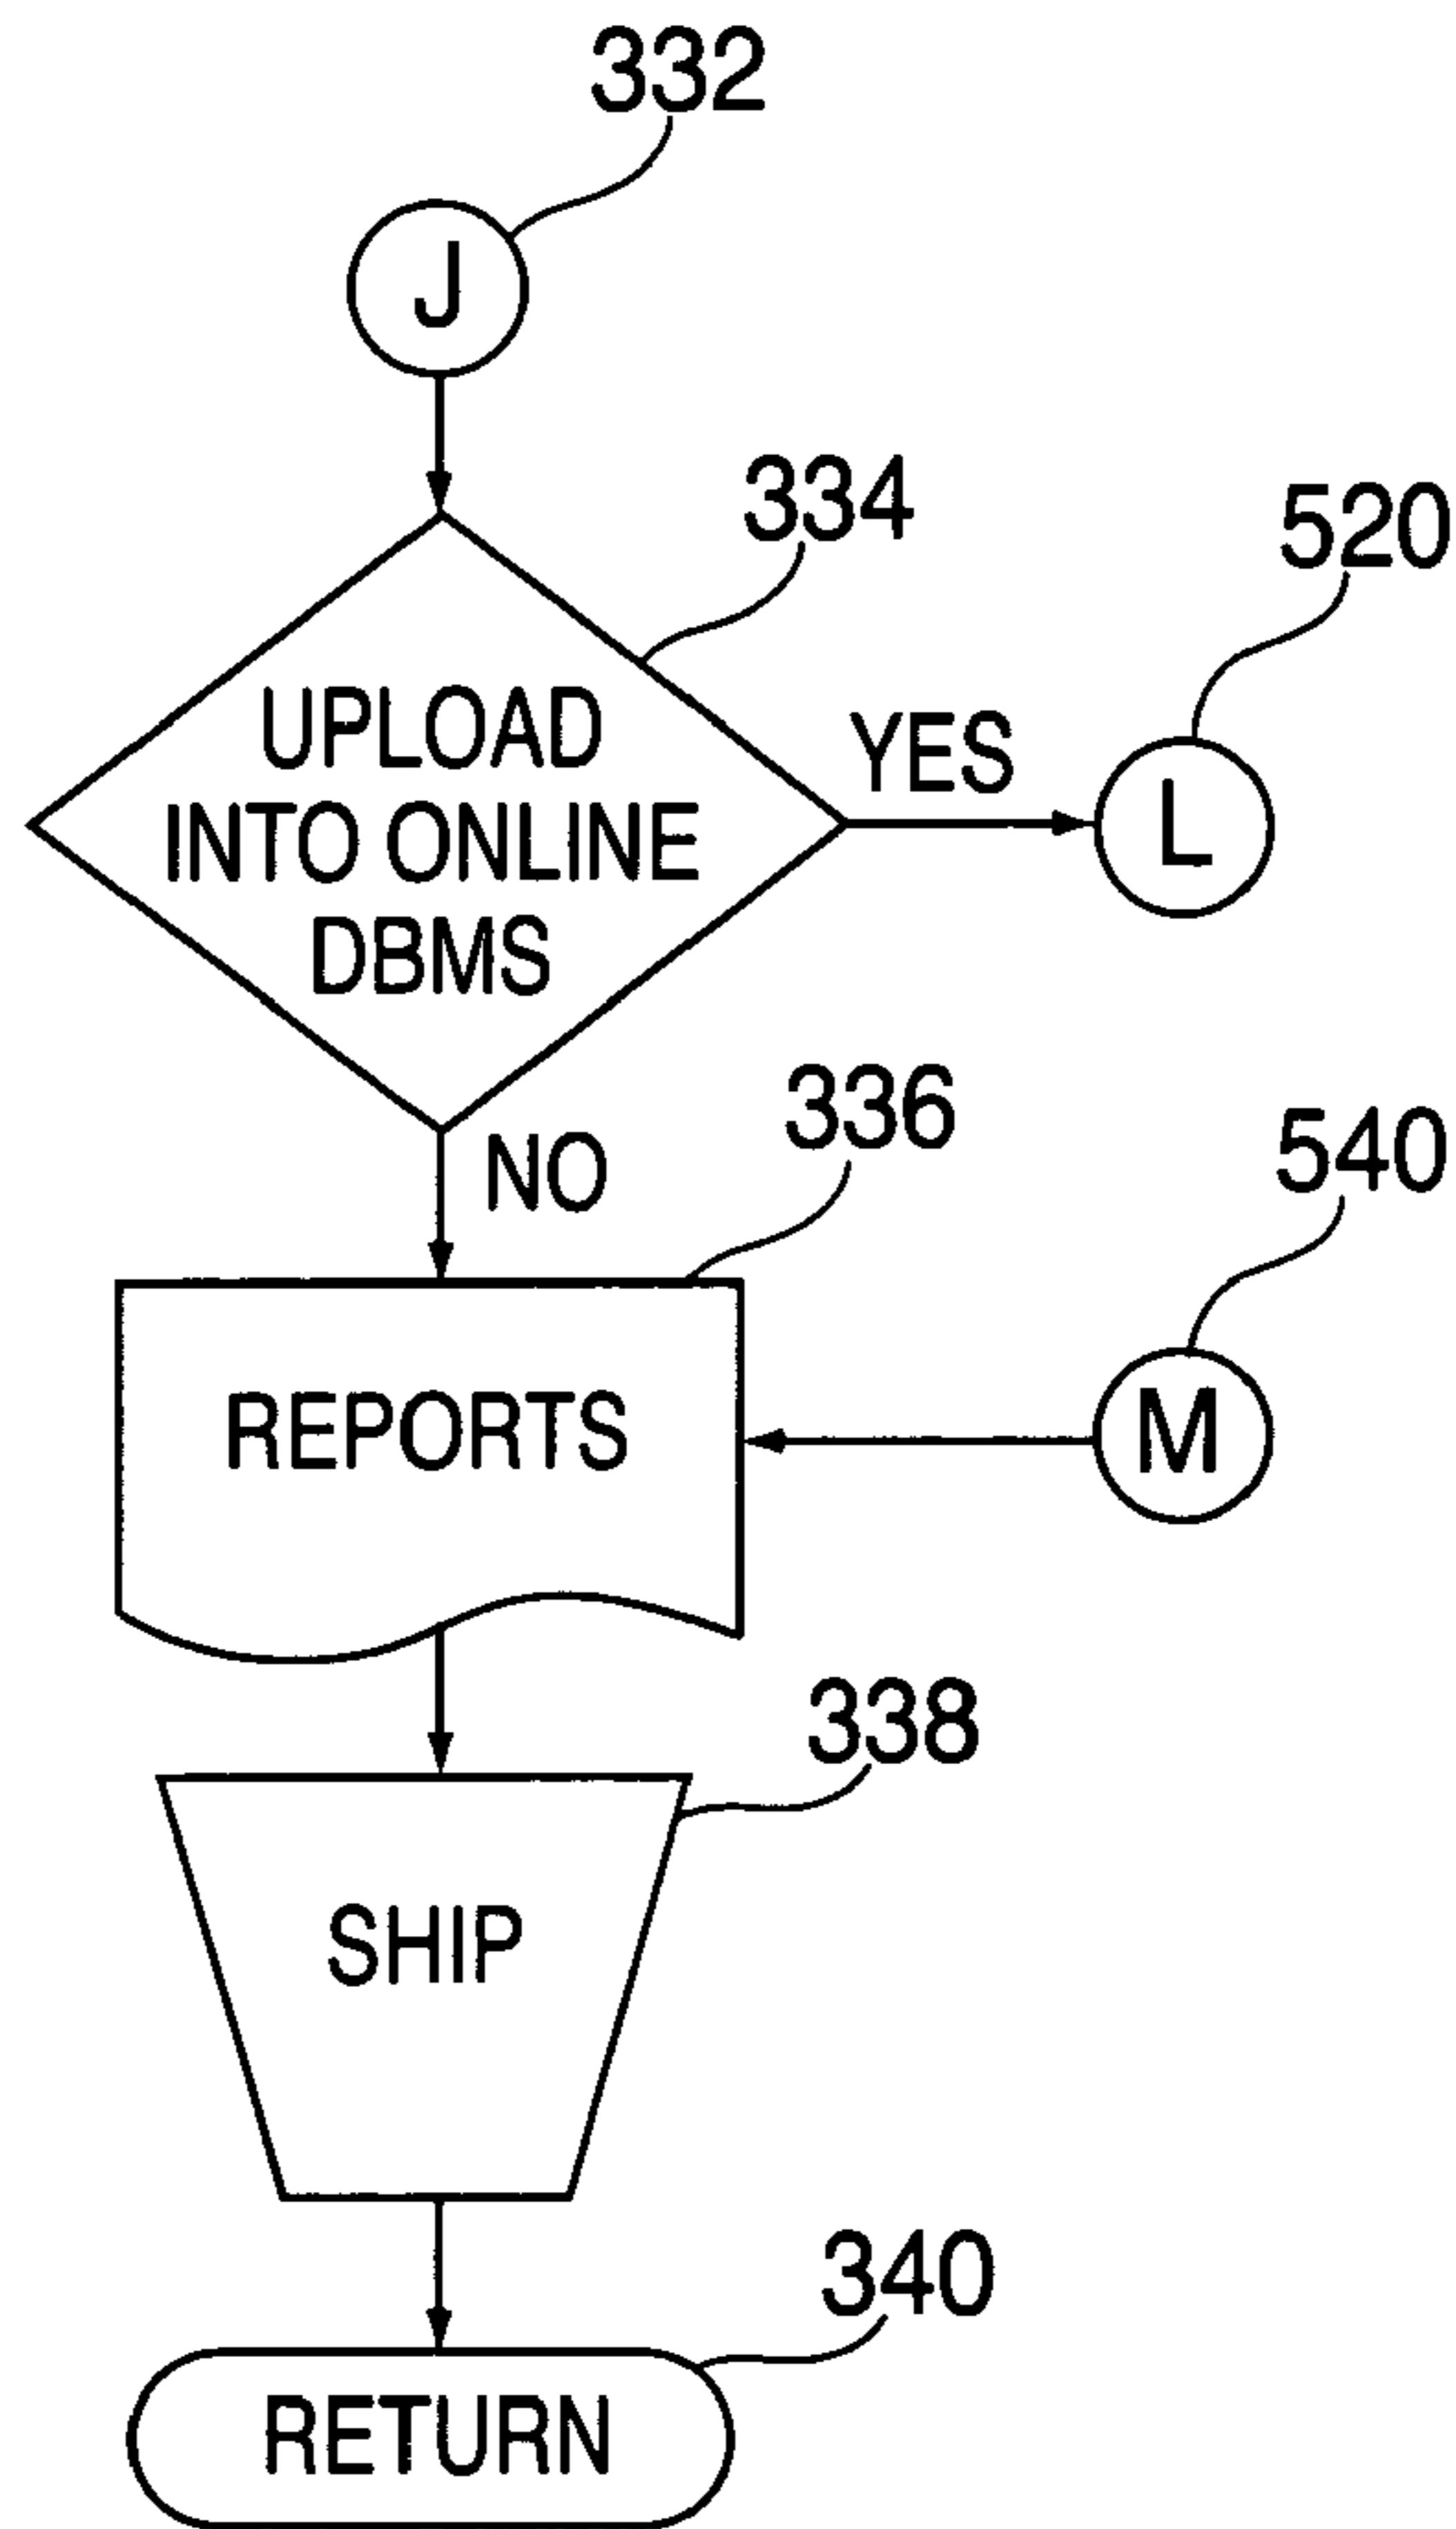 332
J
334
520
UPLOAD
INTO ONLINE
DBMS
YES
L
NO
336
540
REPORTS
M
338
SHIP
340
RETURN